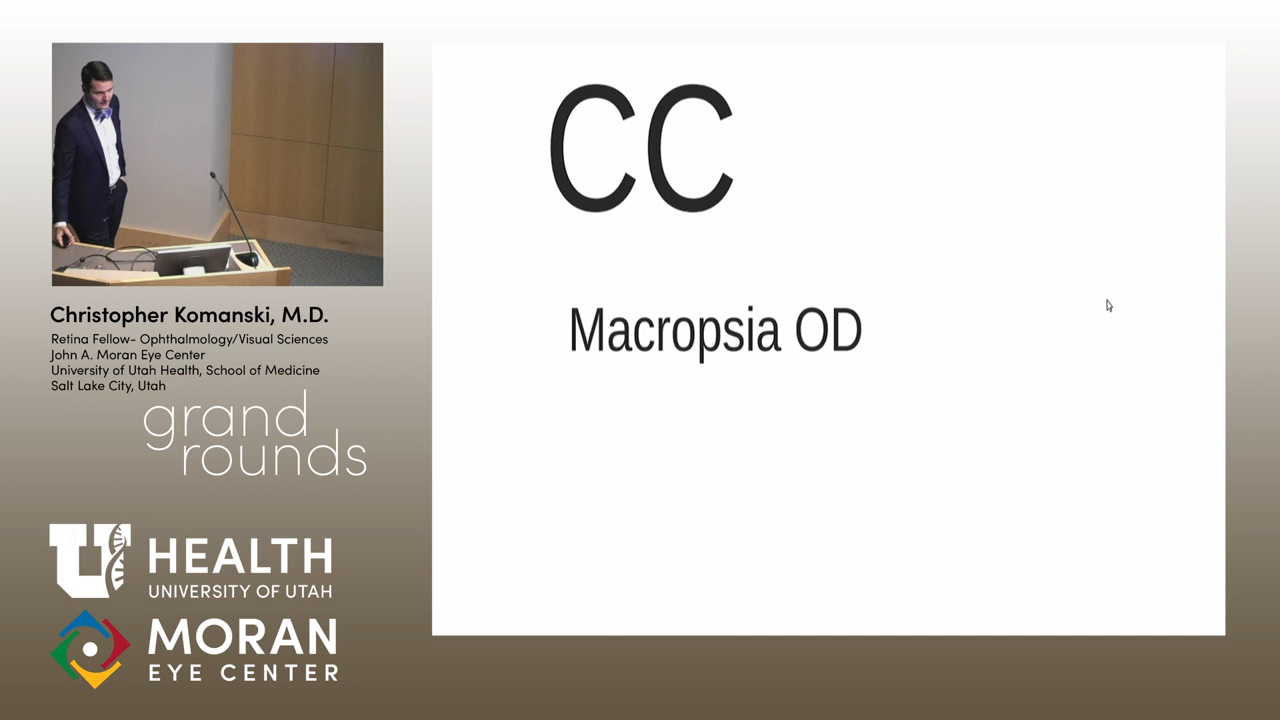 CC
Macropsia OD
Christopher Komanski, M.D.
Retina Fellow- Ophthalmology/Visual Sciences
John A. Moran Eye Center
University of Utah Health, School of Medicine
Salt Lake City, Utah
grand
rounds
U HEALTH
UNIVERSITY OF UTAH
MORAN
EYE CENTER